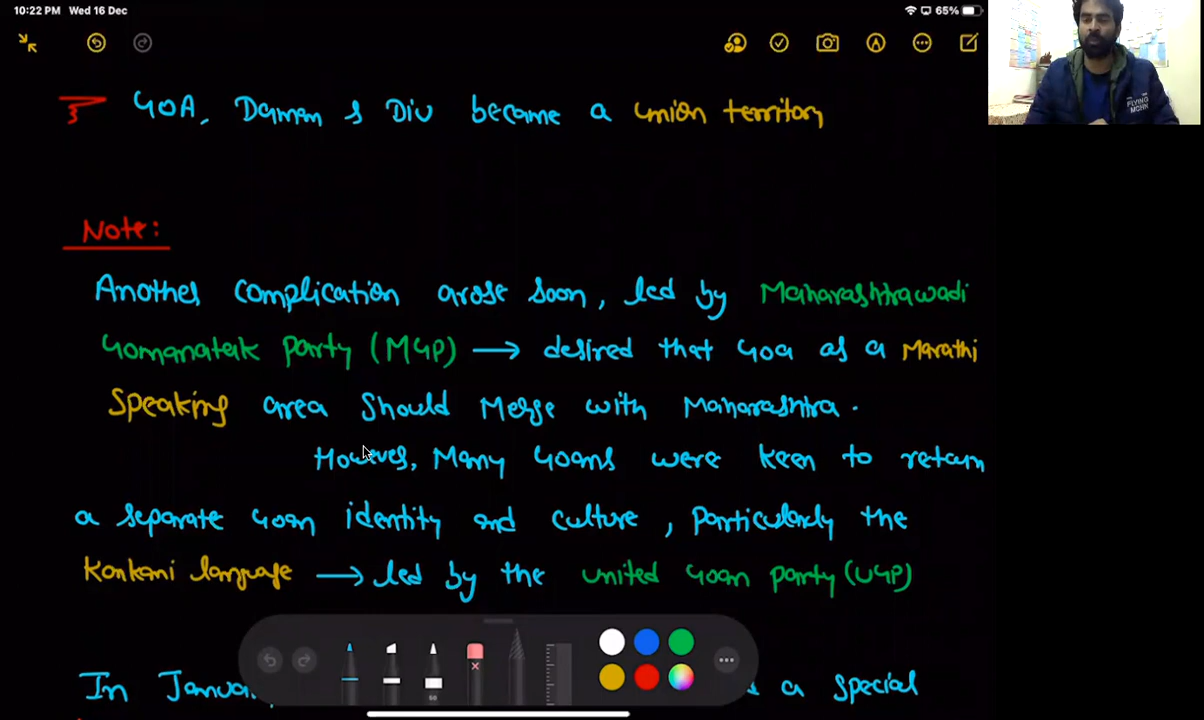 10:22 PM Wed 16 Dec
65%
GOA, Daman & Diu became a union territory
Note:
Another complication arose soon, led by Maharashtrawadi
Gomanatak party (MGP) → desired that Goa as a Marathi
Speaking area Should Merge with Maharashtra.
However, Many Goans were keen to retain
a separate Goan identity and culture, particularly the
Konkani language → led by the united Goan party (UGP)
In a special
FLYING